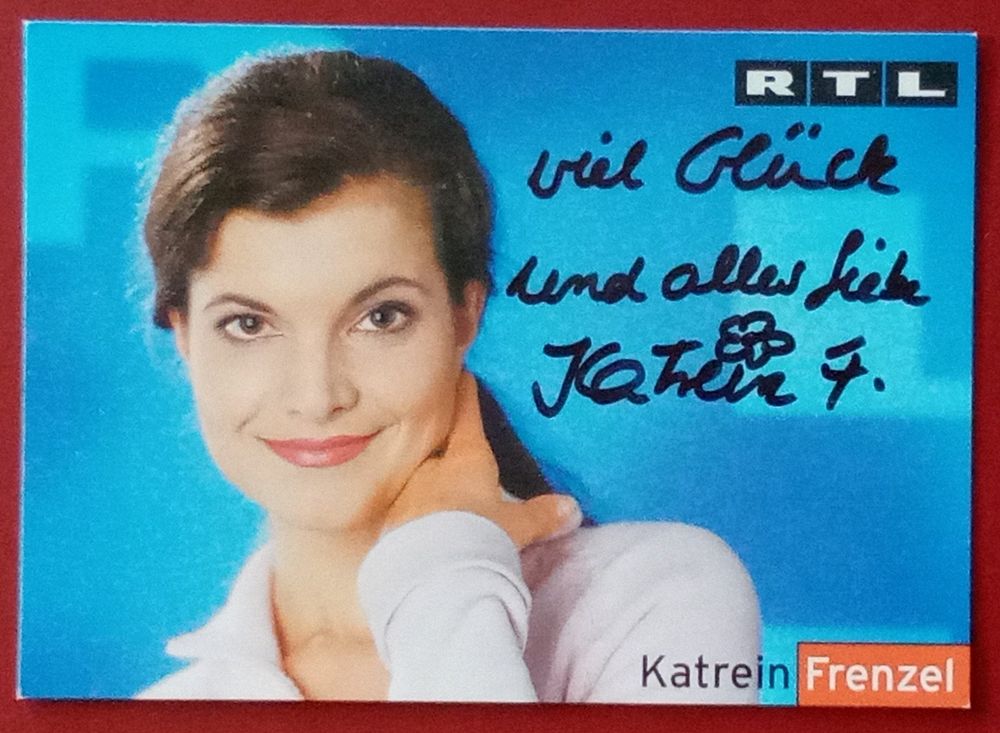 RTL
viel Glück
und alles Liebe
Katrein F.
Katrein Frenzel